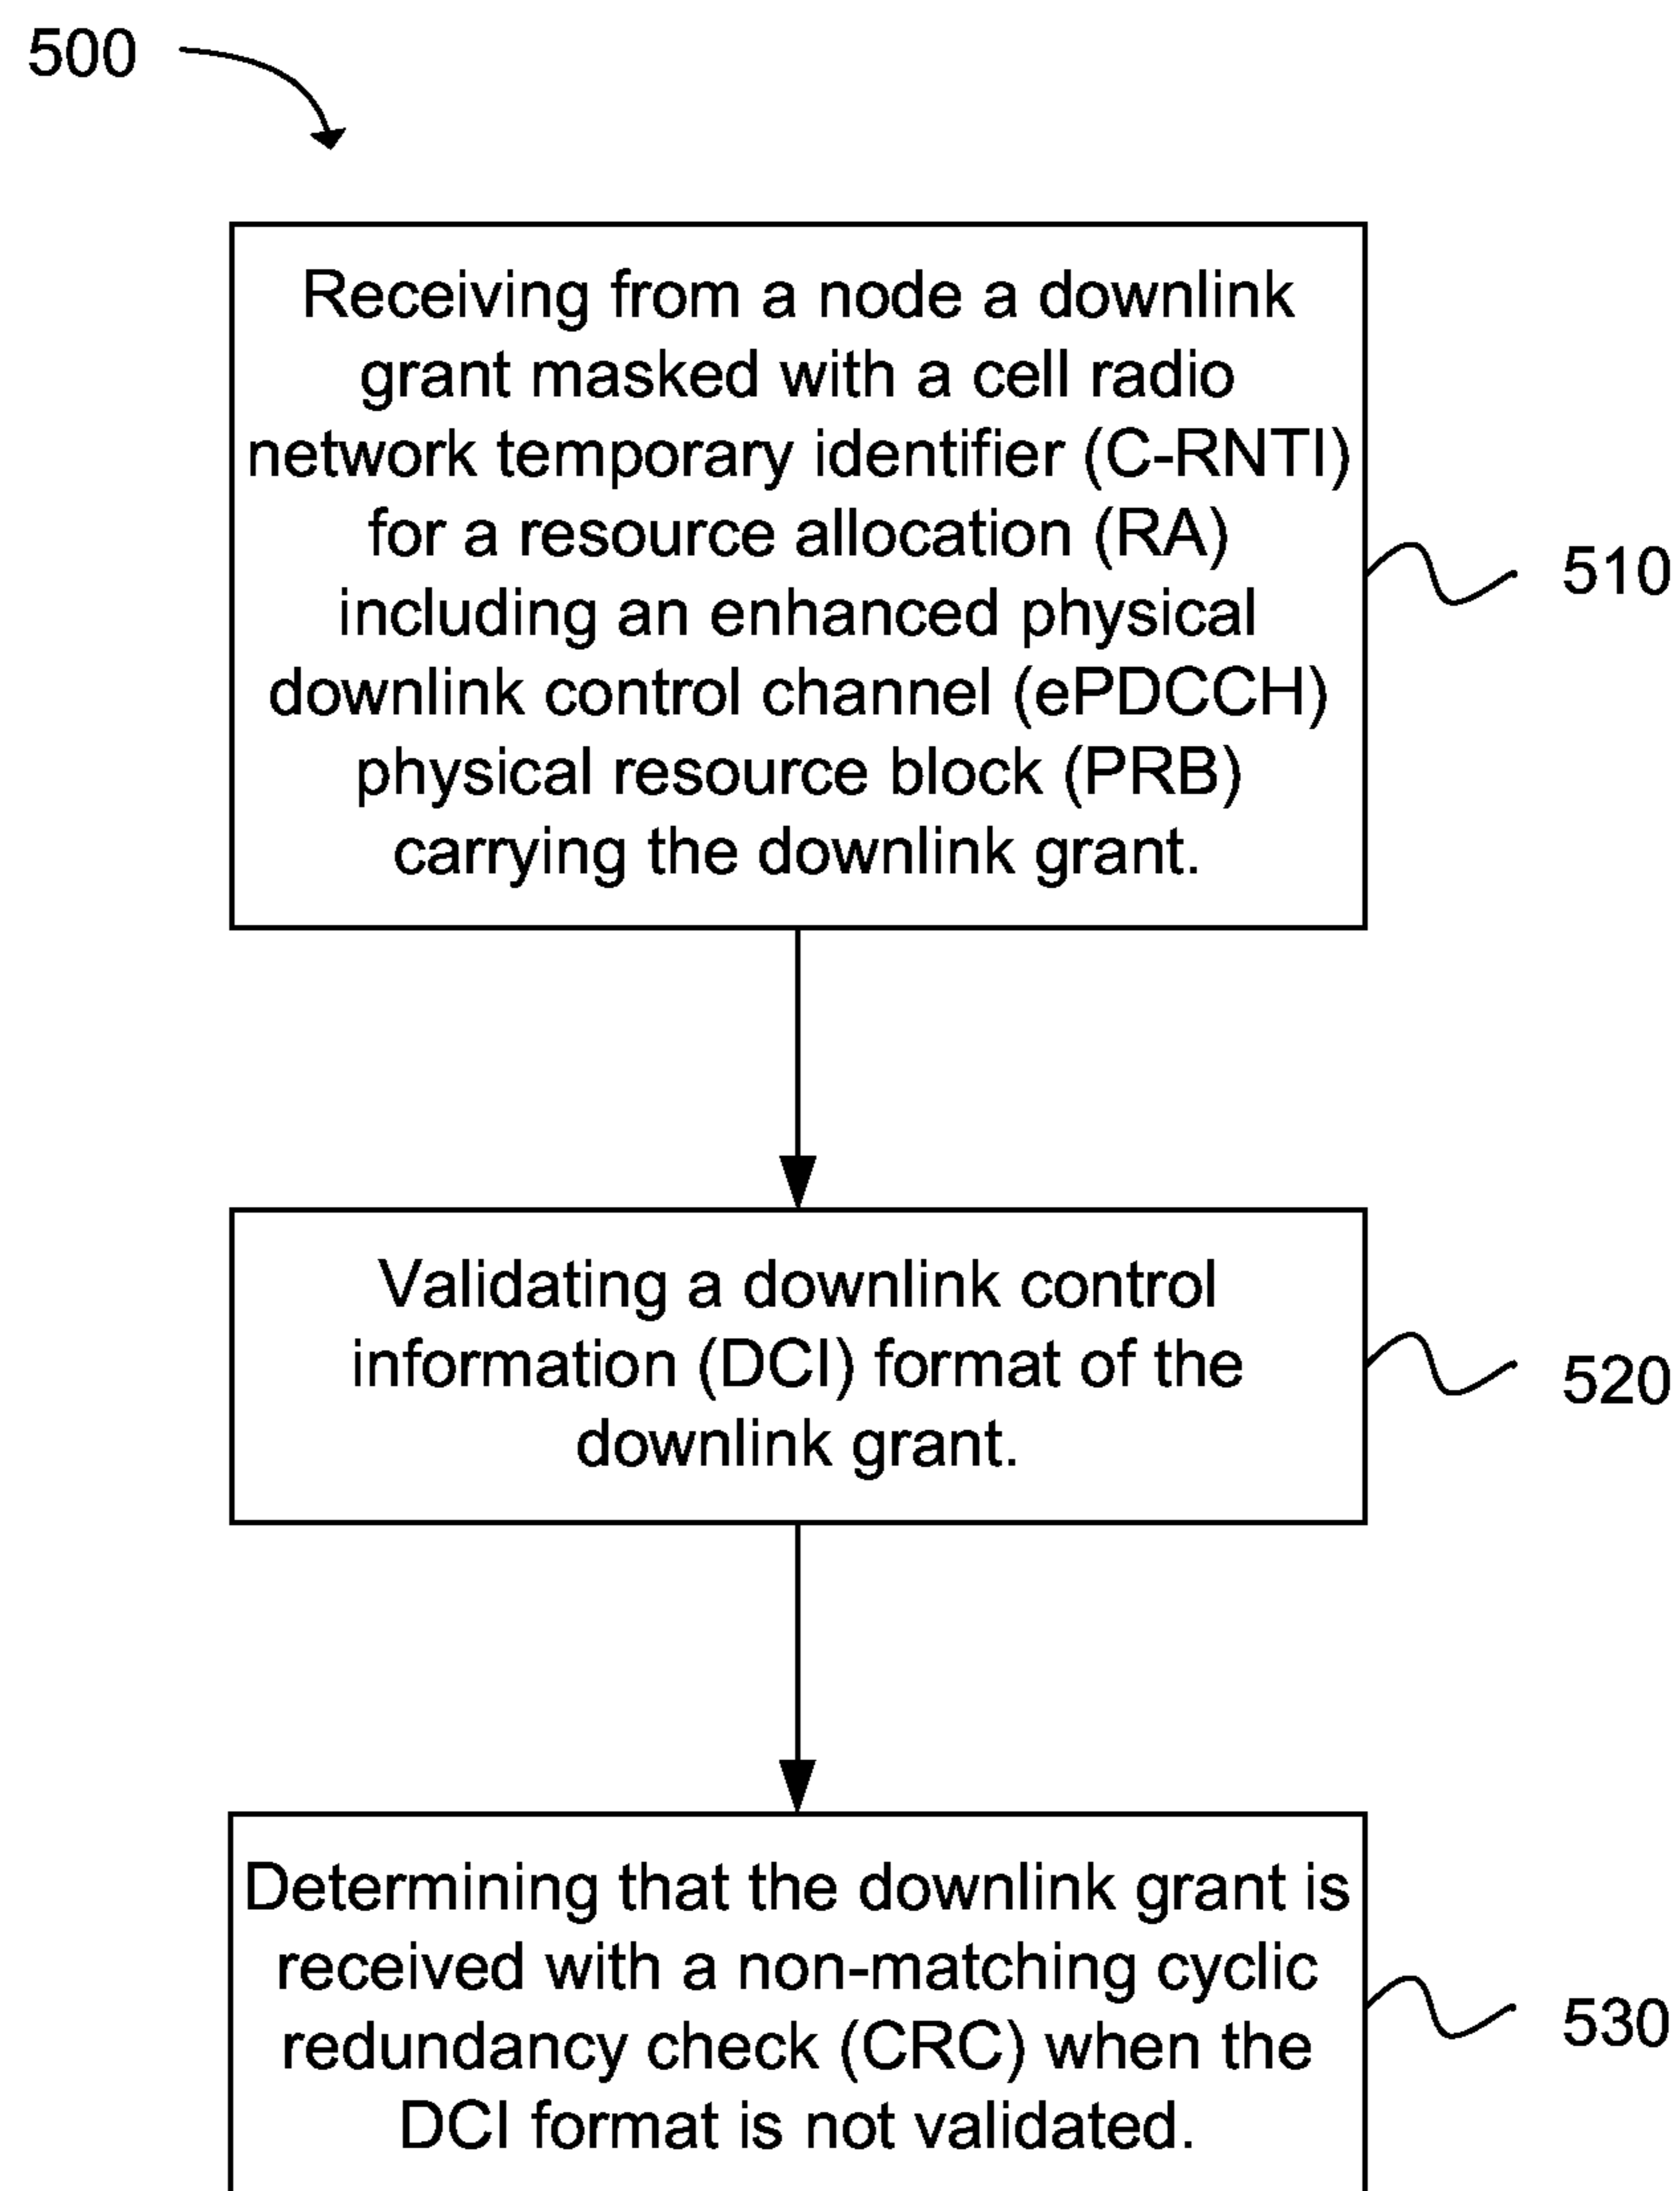 500
Receiving from a node a downlink
grant masked with a cell radio
network temporary identifier (C-RNTI)
for a resource allocation (RA)
including an enhanced physical
downlink control channel (ePDCCH)
physical resource block (PRB)
carrying the downlink grant.
510
Validating a downlink control
information (DCI) format of the
downlink grant.
520
Determining that the downlink grant is
received with a non-matching cyclic
redundancy check (CRC) when the
DCI format is not validated.
530